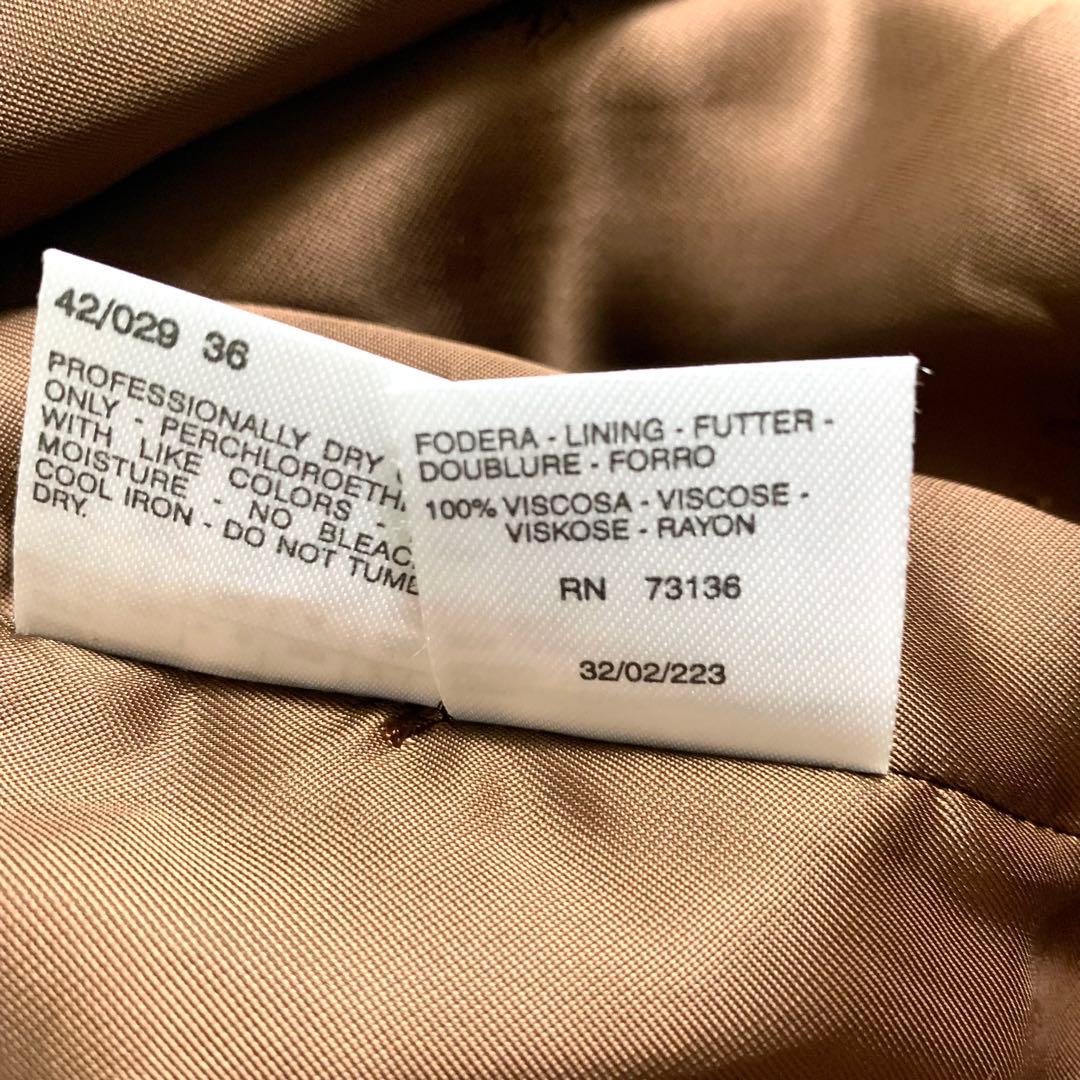 42/029 36
PROFESSIONALLY DRY
ONLY - PERCHLOROETH
WITH LIKE COLORS -
MOISTURE - NO BLEAC
COOL IRON - DO NOT TUMB
DRY.
FODERA - LINING - FUTTER -
DOUBLURE - FORRO
100% VISCOSA - VISCOSE -
VISKOSE - RAYON
RN 73136
32/02/223